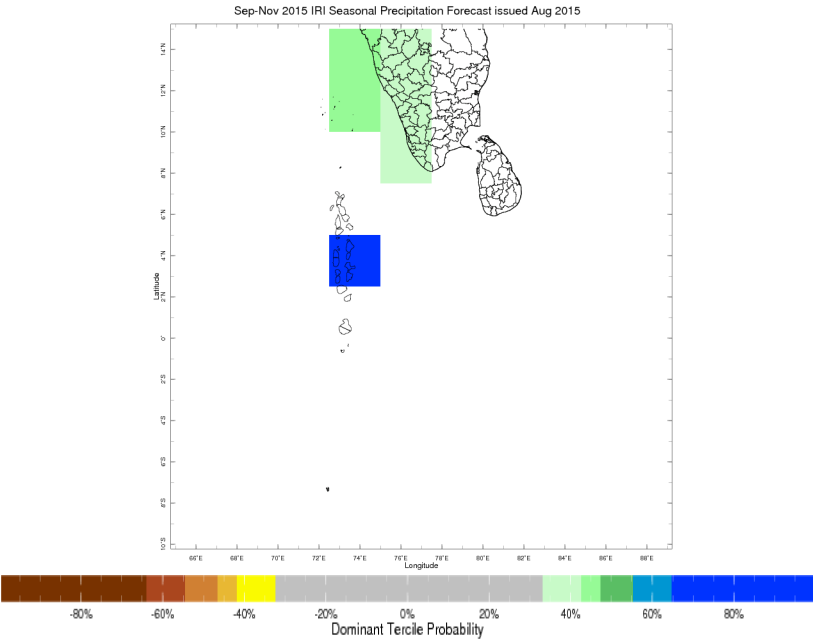 Sep-Nov 2015 IRI Seasonal Precipitation Forecast issued Aug 2015
14°N
12°N
10°N
8°N
6°N
4°N
2°N
0°
2°S
4°S
6°S
8°S
10°S
Latitude
66°E 68°E 70°E 72°E 74°E 76°E 78°E 80°E 82°E 84°E 86°E 88°E
Longitude
-80% -60% -40% -20% 0% 20% 40% 60% 80%
Dominant Tercile Probability